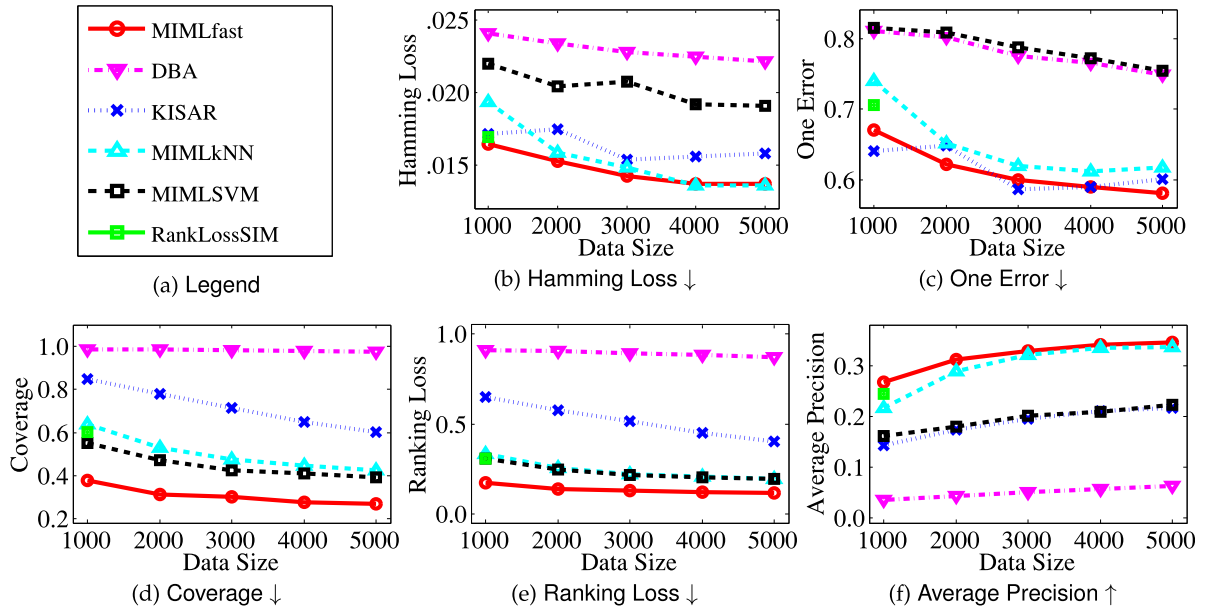 MIMLfast
DBA
KISAR
MIMLkNN
MIMLSVM
RankLossSIM
(a) Legend
Hamming Loss
.025
.020
.015
1000 2000 3000 4000 5000
Data Size
(b) Hamming Loss ↓
One Error
0.8
0.7
0.6
1000 2000 3000 4000 5000
Data Size
(c) One Error ↓
Coverage
1.0
0.8
0.6
0.4
0.2
1000 2000 3000 4000 5000
Data Size
(d) Coverage ↓
Ranking Loss
1.0
0.5
0.0
1000 2000 3000 4000 5000
Data Size
(e) Ranking Loss ↓
Average Precision
0.3
0.2
0.1
0.0
1000 2000 3000 4000 5000
Data Size
(f) Average Precision ↑